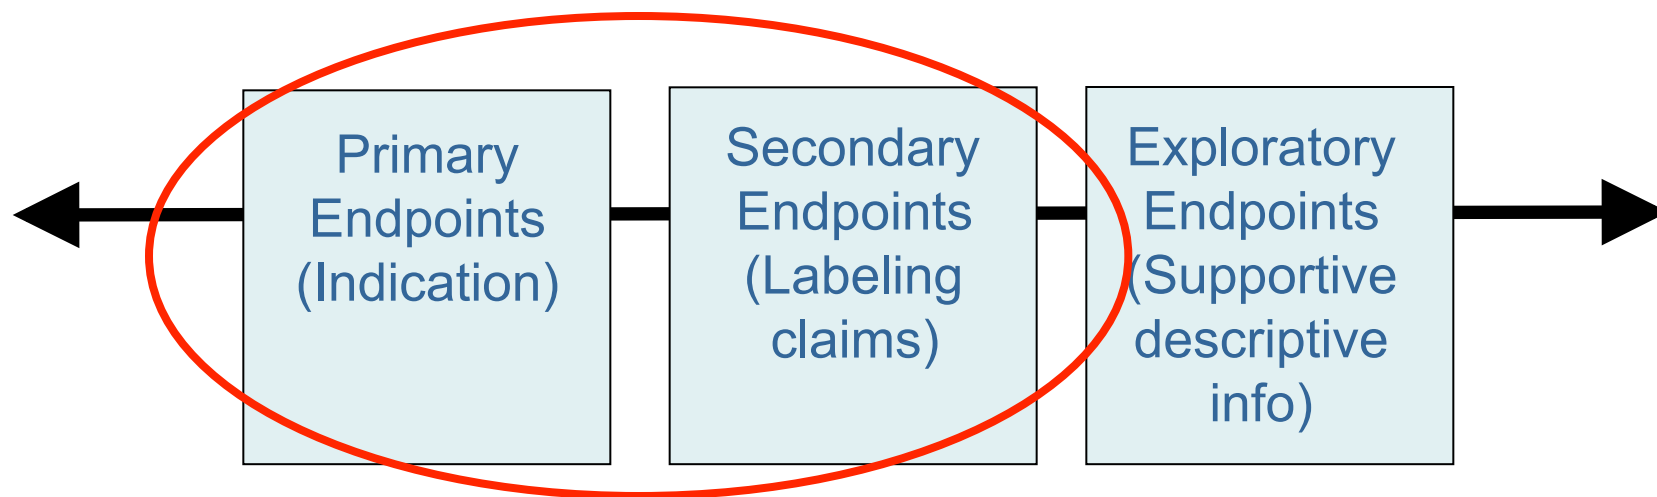 Primary
Endpoints
(Indication)
Secondary
Endpoints
(Labeling
claims)
Exploratory
Endpoints
(Supportive
descriptive
info)